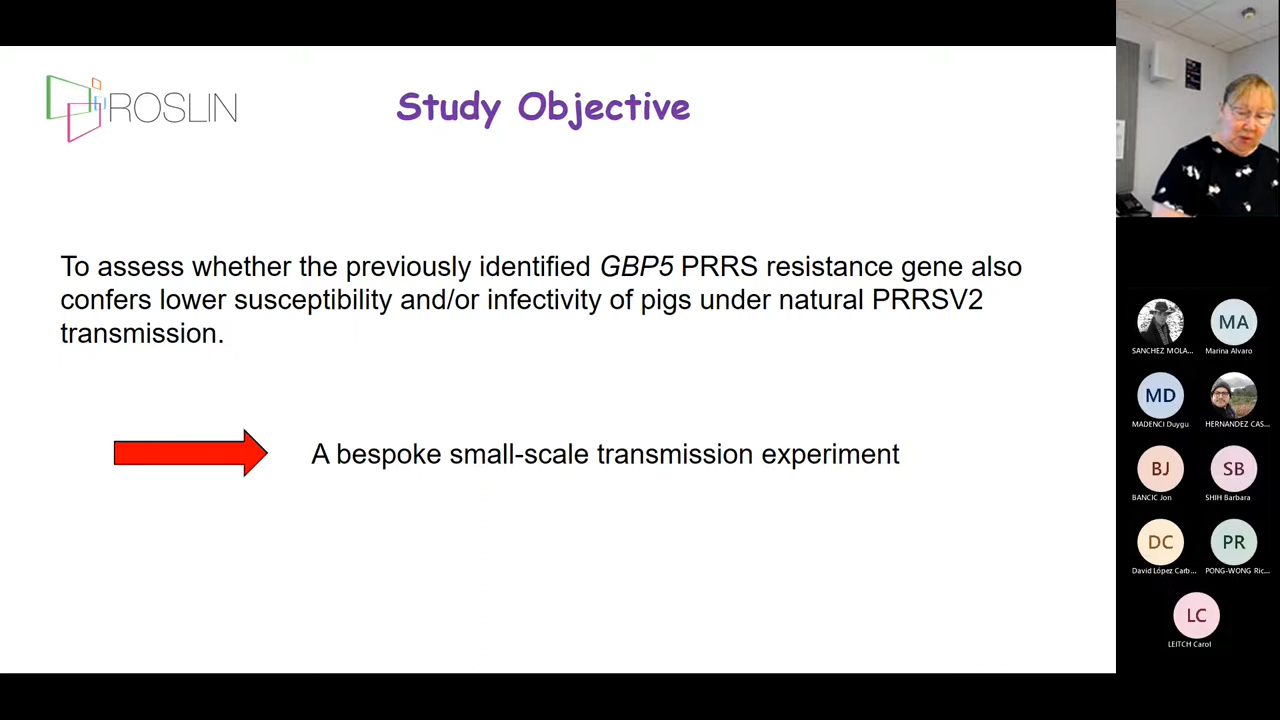 ROSLIN
Study Objective
To assess whether the previously identified GBP5 PRRS resistance gene also
confers lower susceptibility and/or infectivity of pigs under natural PRRSV2
transmission.
A bespoke small-scale transmission experiment
SANCHEZ MOLA...
MA
Marina Alvaro
MD
MADENCI Duygu
HERNANDEZ CAS...
BJ
BANCIC Jon
SB
SHIH Barbara
DC
David López Carb...
PR
PONG-WONG Ric...
LC
LEITCH Carol